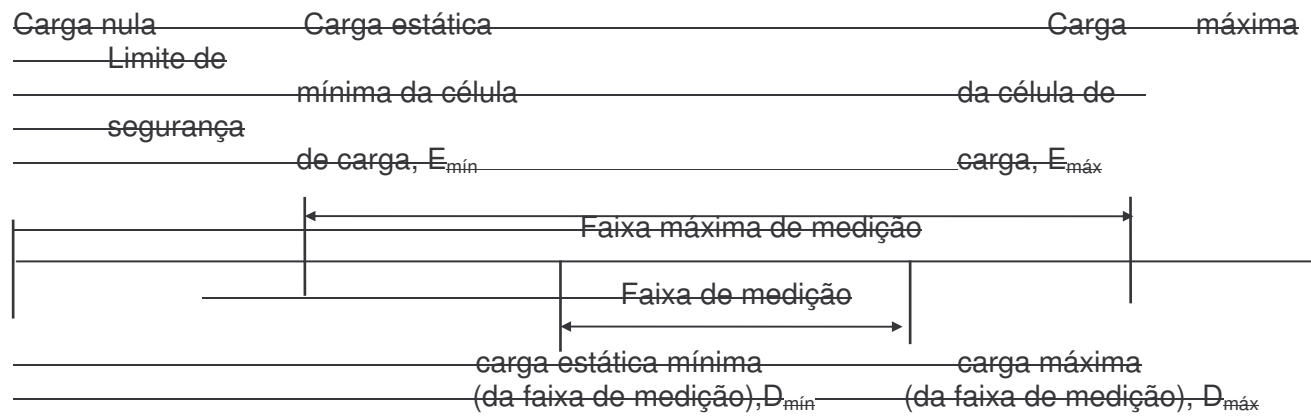 Carga nula Carga estática Carga máxima
Limite de
mínima da célula da célula de
segurança
de carga, Emín carga, Emáx
Faixa máxima de medição
Faixa de medição
carga estática mínima carga máxima
(da faixa de medição),Dmín (da faixa de medição), Dmáx